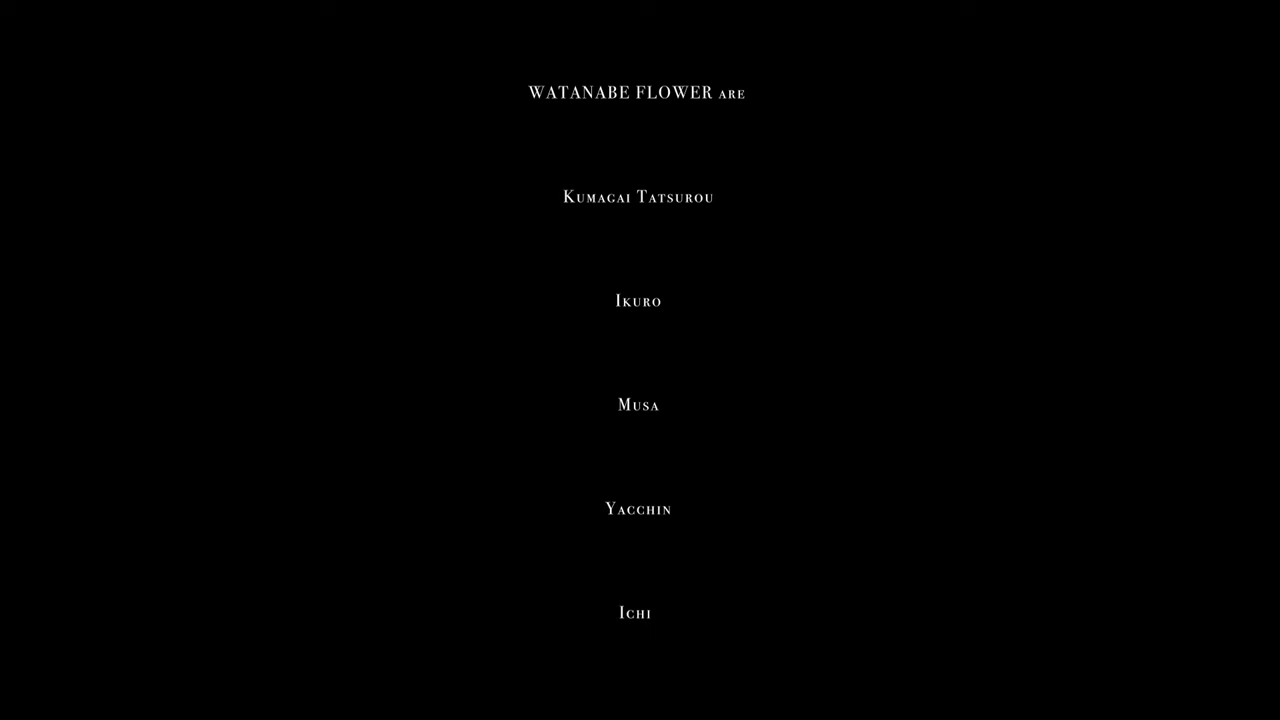 WATANABE FLOWER are
Kumagai Tatsurou
Ikuro
Musa
Yacchin
Ichi